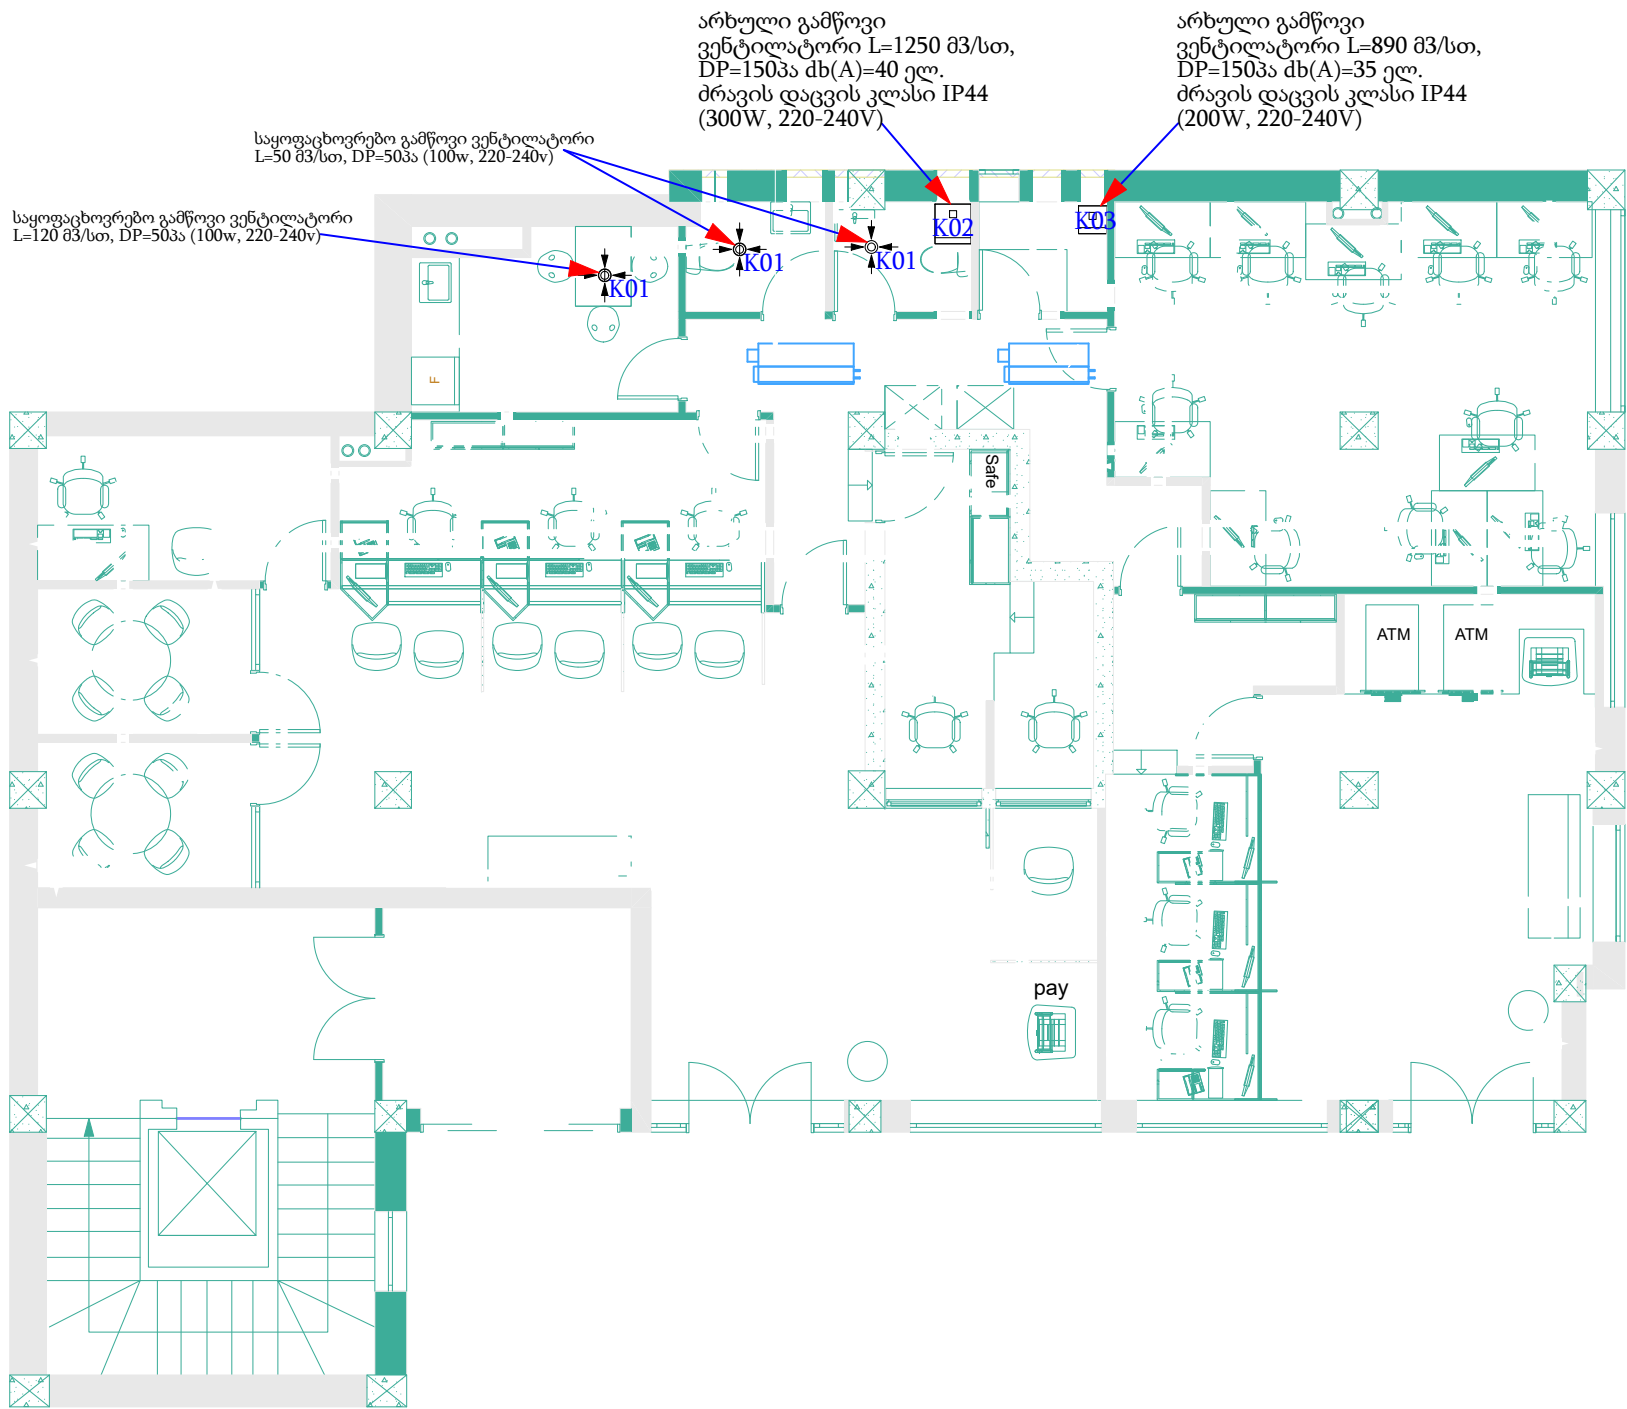 არხული გამწოვი
ვენტილატორი L=1250 მ3/სთ,
DP=150პა db(A)=40 ელ.
ძრავის დაცვის კლასი IP44
(300W, 220-240V)
არხული გამწოვი
ვენტილატორი L=890 მ3/სთ,
DP=150პა db(A)=35 ელ.
ძრავის დაცვის კლასი IP44
(200W, 220-240V)
საყოფაცხოვრებო გამწოვი ვენტილატორი
L=50 მ3/სთ, DP=50პა (100w, 220-240v)
საყოფაცხოვრებო გამწოვი ვენტილატორი
L=120 მ3/სთ, DP=50პა (100w, 220-240v)
K02
K03
K01
K01
K01
F
Safe
ATM
ATM
pay